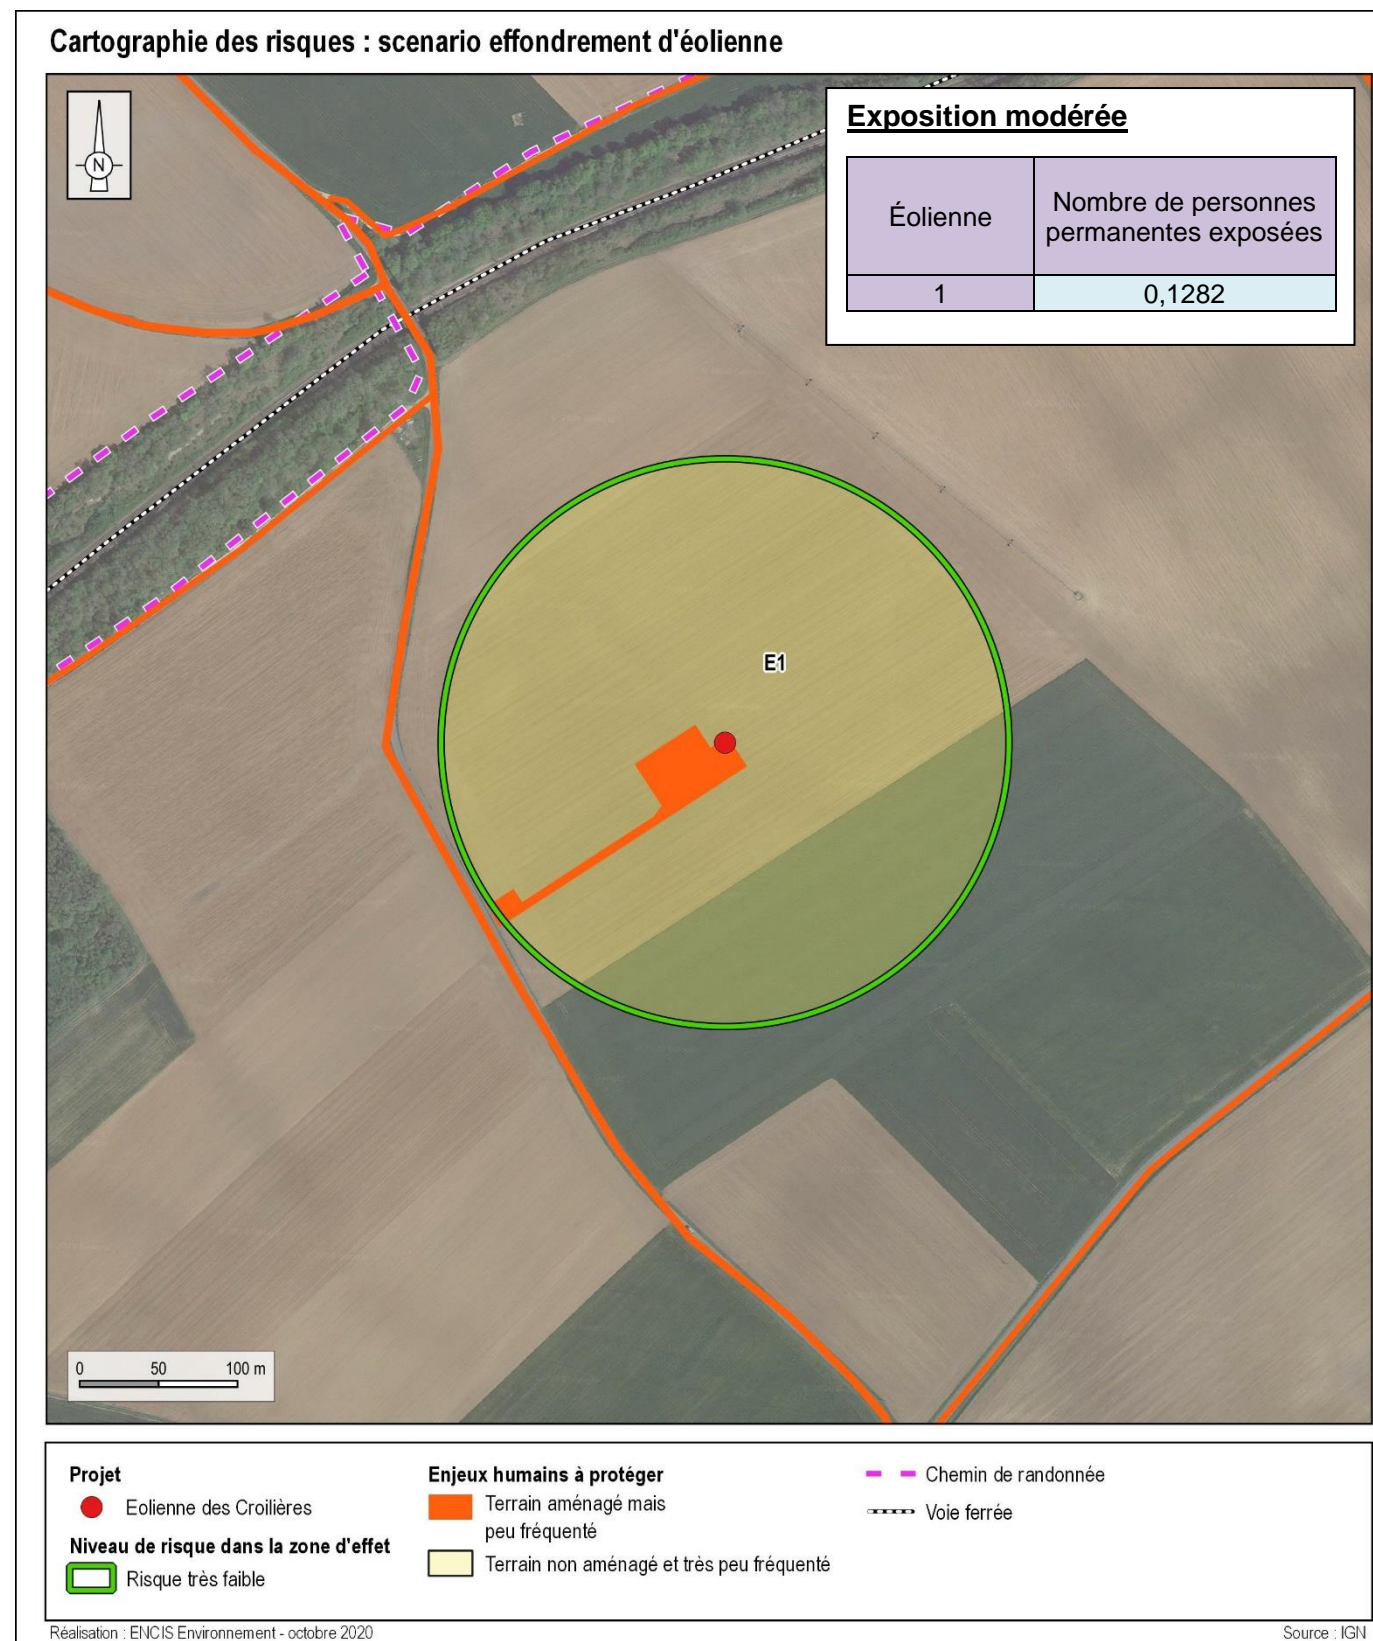 Cartographie des risques : scenario effondrement d'éolienne
N
Exposition modérée
Éolienne
Nombre de personnes
permanentes exposées
1
0,1282
E1
0 50 100 m
Projet
Eolienne des Croilières
Niveau de risque dans la zone d'effet
Risque très faible
Enjeux humains à protéger
Terrain aménagé mais
peu fréquenté
Terrain non aménagé et très peu fréquenté
Chemin de randonnée
Voie ferrée
Réalisation : ENCIS Environnement - octobre 2020
Source : IGN